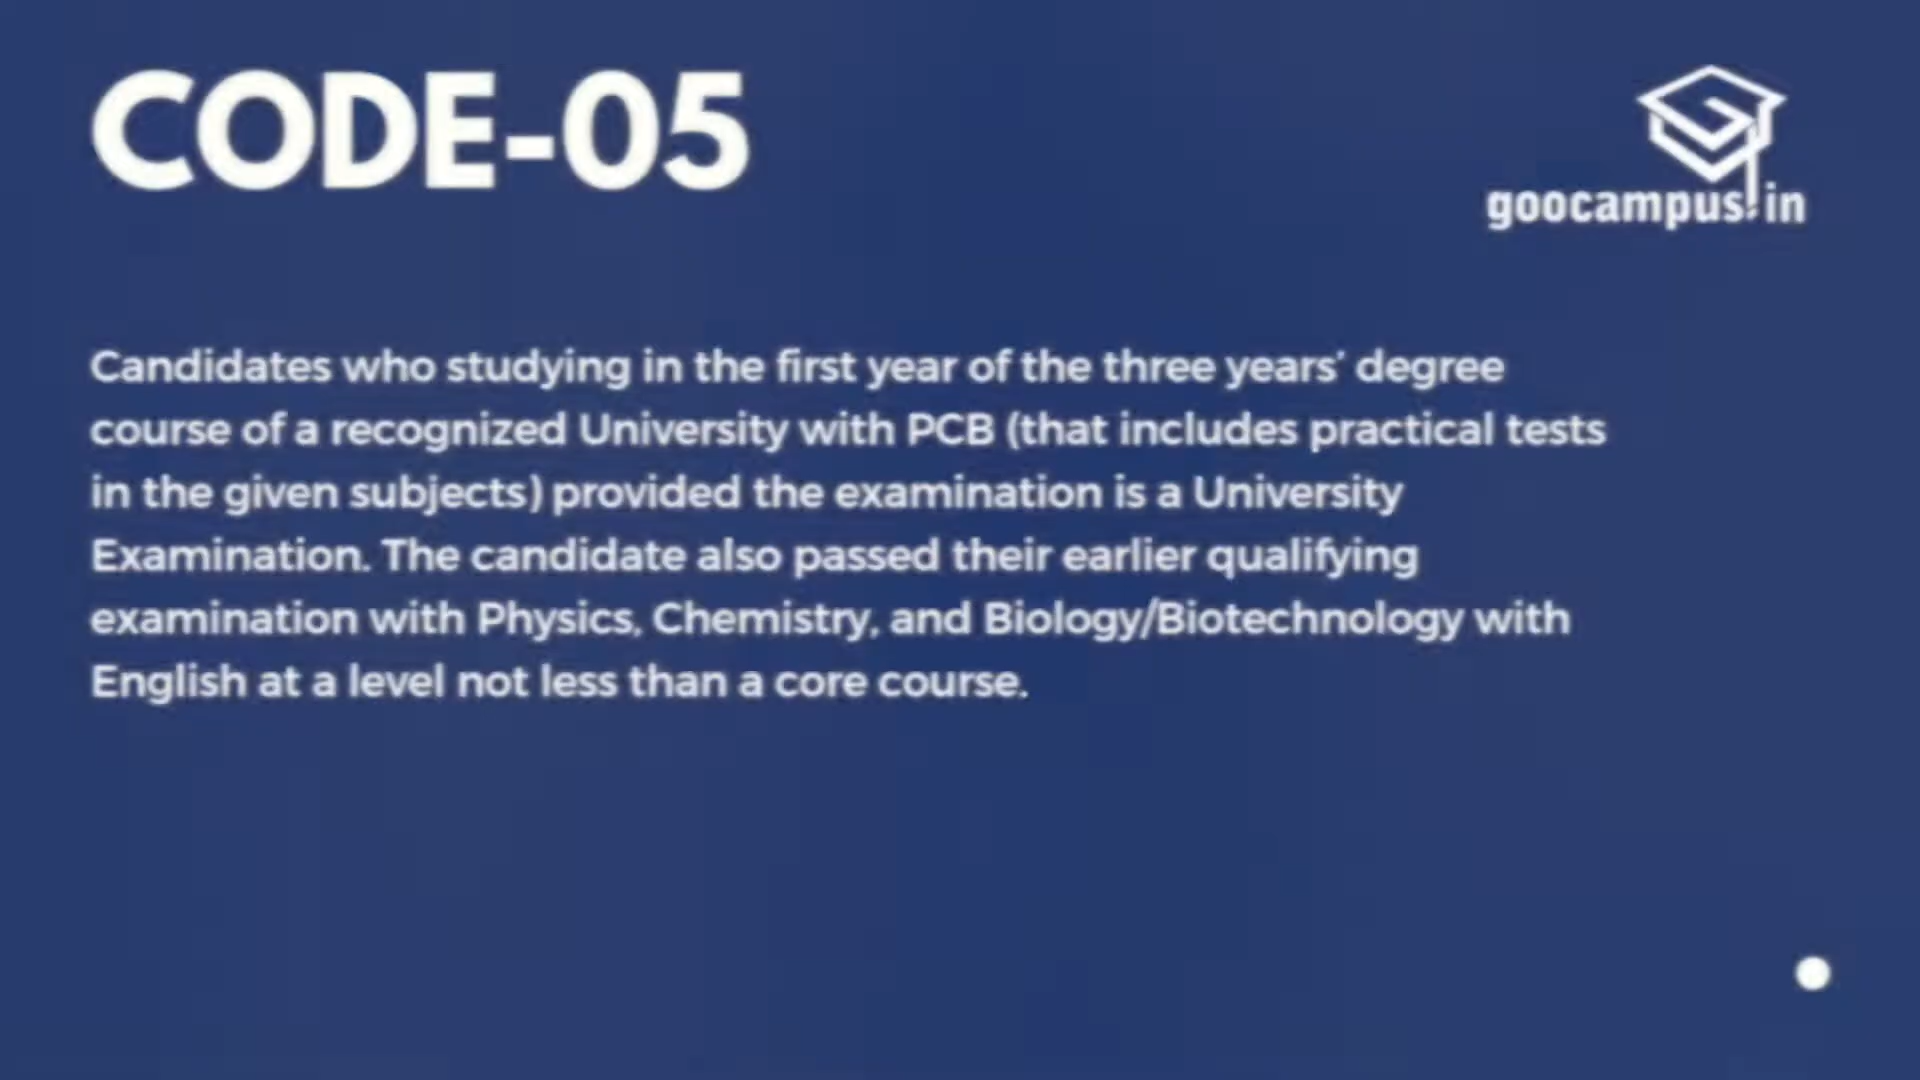 CODE-05
goocampus.in
Candidates who studying in the first year of the three years’ degree
course of a recognized University with PCB (that includes practical tests
in the given subjects) provided the examination is a University
Examination. The candidate also passed their earlier qualifying
examination with Physics, Chemistry, and Biology/Biotechnology with
English at a level not less than a core course.